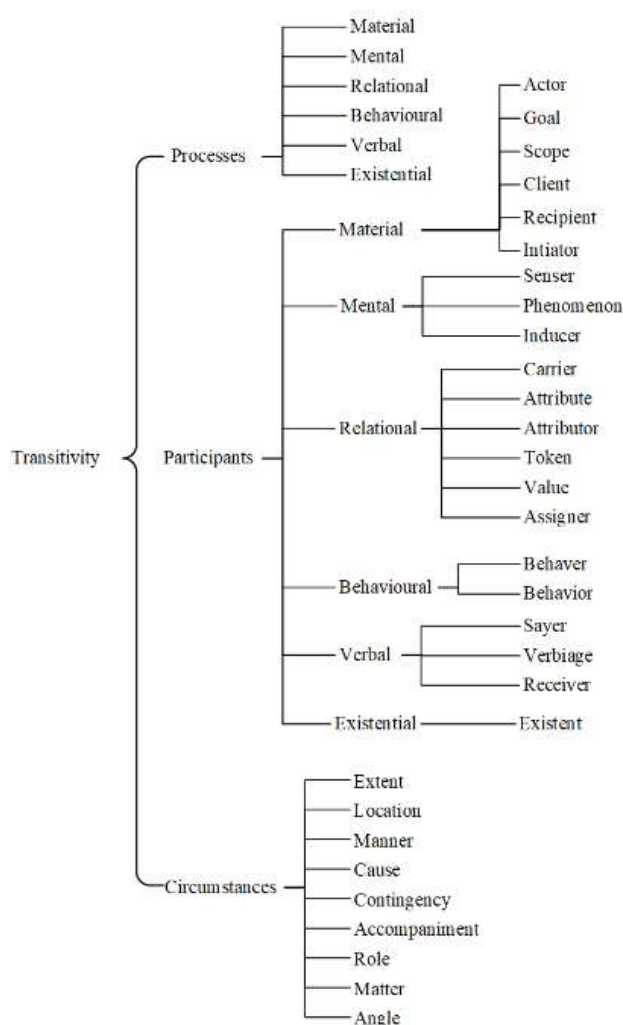 Transitivity
Processes
Material
Mental
Relational
Behavioural
Verbal
Existential
Participants
Material
Actor
Goal
Scope
Client
Recipient
Intiator
Mental
Senser
Phenomenon
Inducer
Relational
Carrier
Attribute
Attributor
Token
Value
Assigner
Behavioural
Behaver
Behavior
Verbal
Sayer
Verbiage
Receiver
Existential
Existent
Circumstances
Extent
Location
Manner
Cause
Contingency
Accompaniment
Role
Matter
Angle